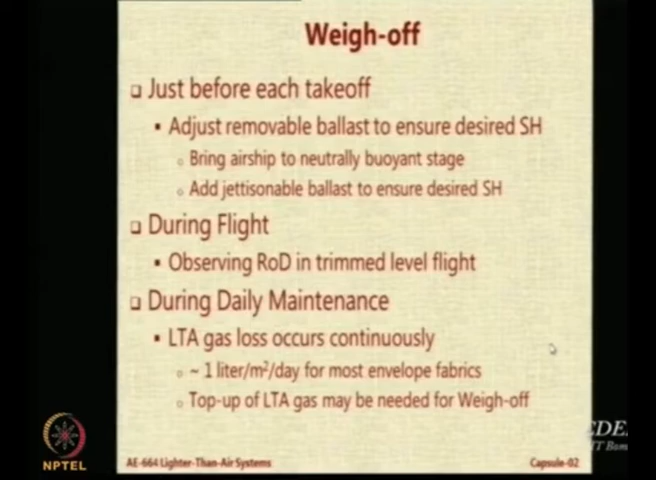 Weigh-off
Just before each takeoff
Adjust removable ballast to ensure desired SH
Bring airship to neutrally buoyant stage
Add jettisonable ballast to ensure desired SH
During Flight
Observing RoD in trimmed level flight
During Daily Maintenance
LTA gas loss occurs continuously
~ 1 liter/m²/day for most envelope fabrics
Top-up of LTA gas may be needed for Weigh-off
NPTEL
AE-664 Lighter-Than-Air Systems
Capsule-02